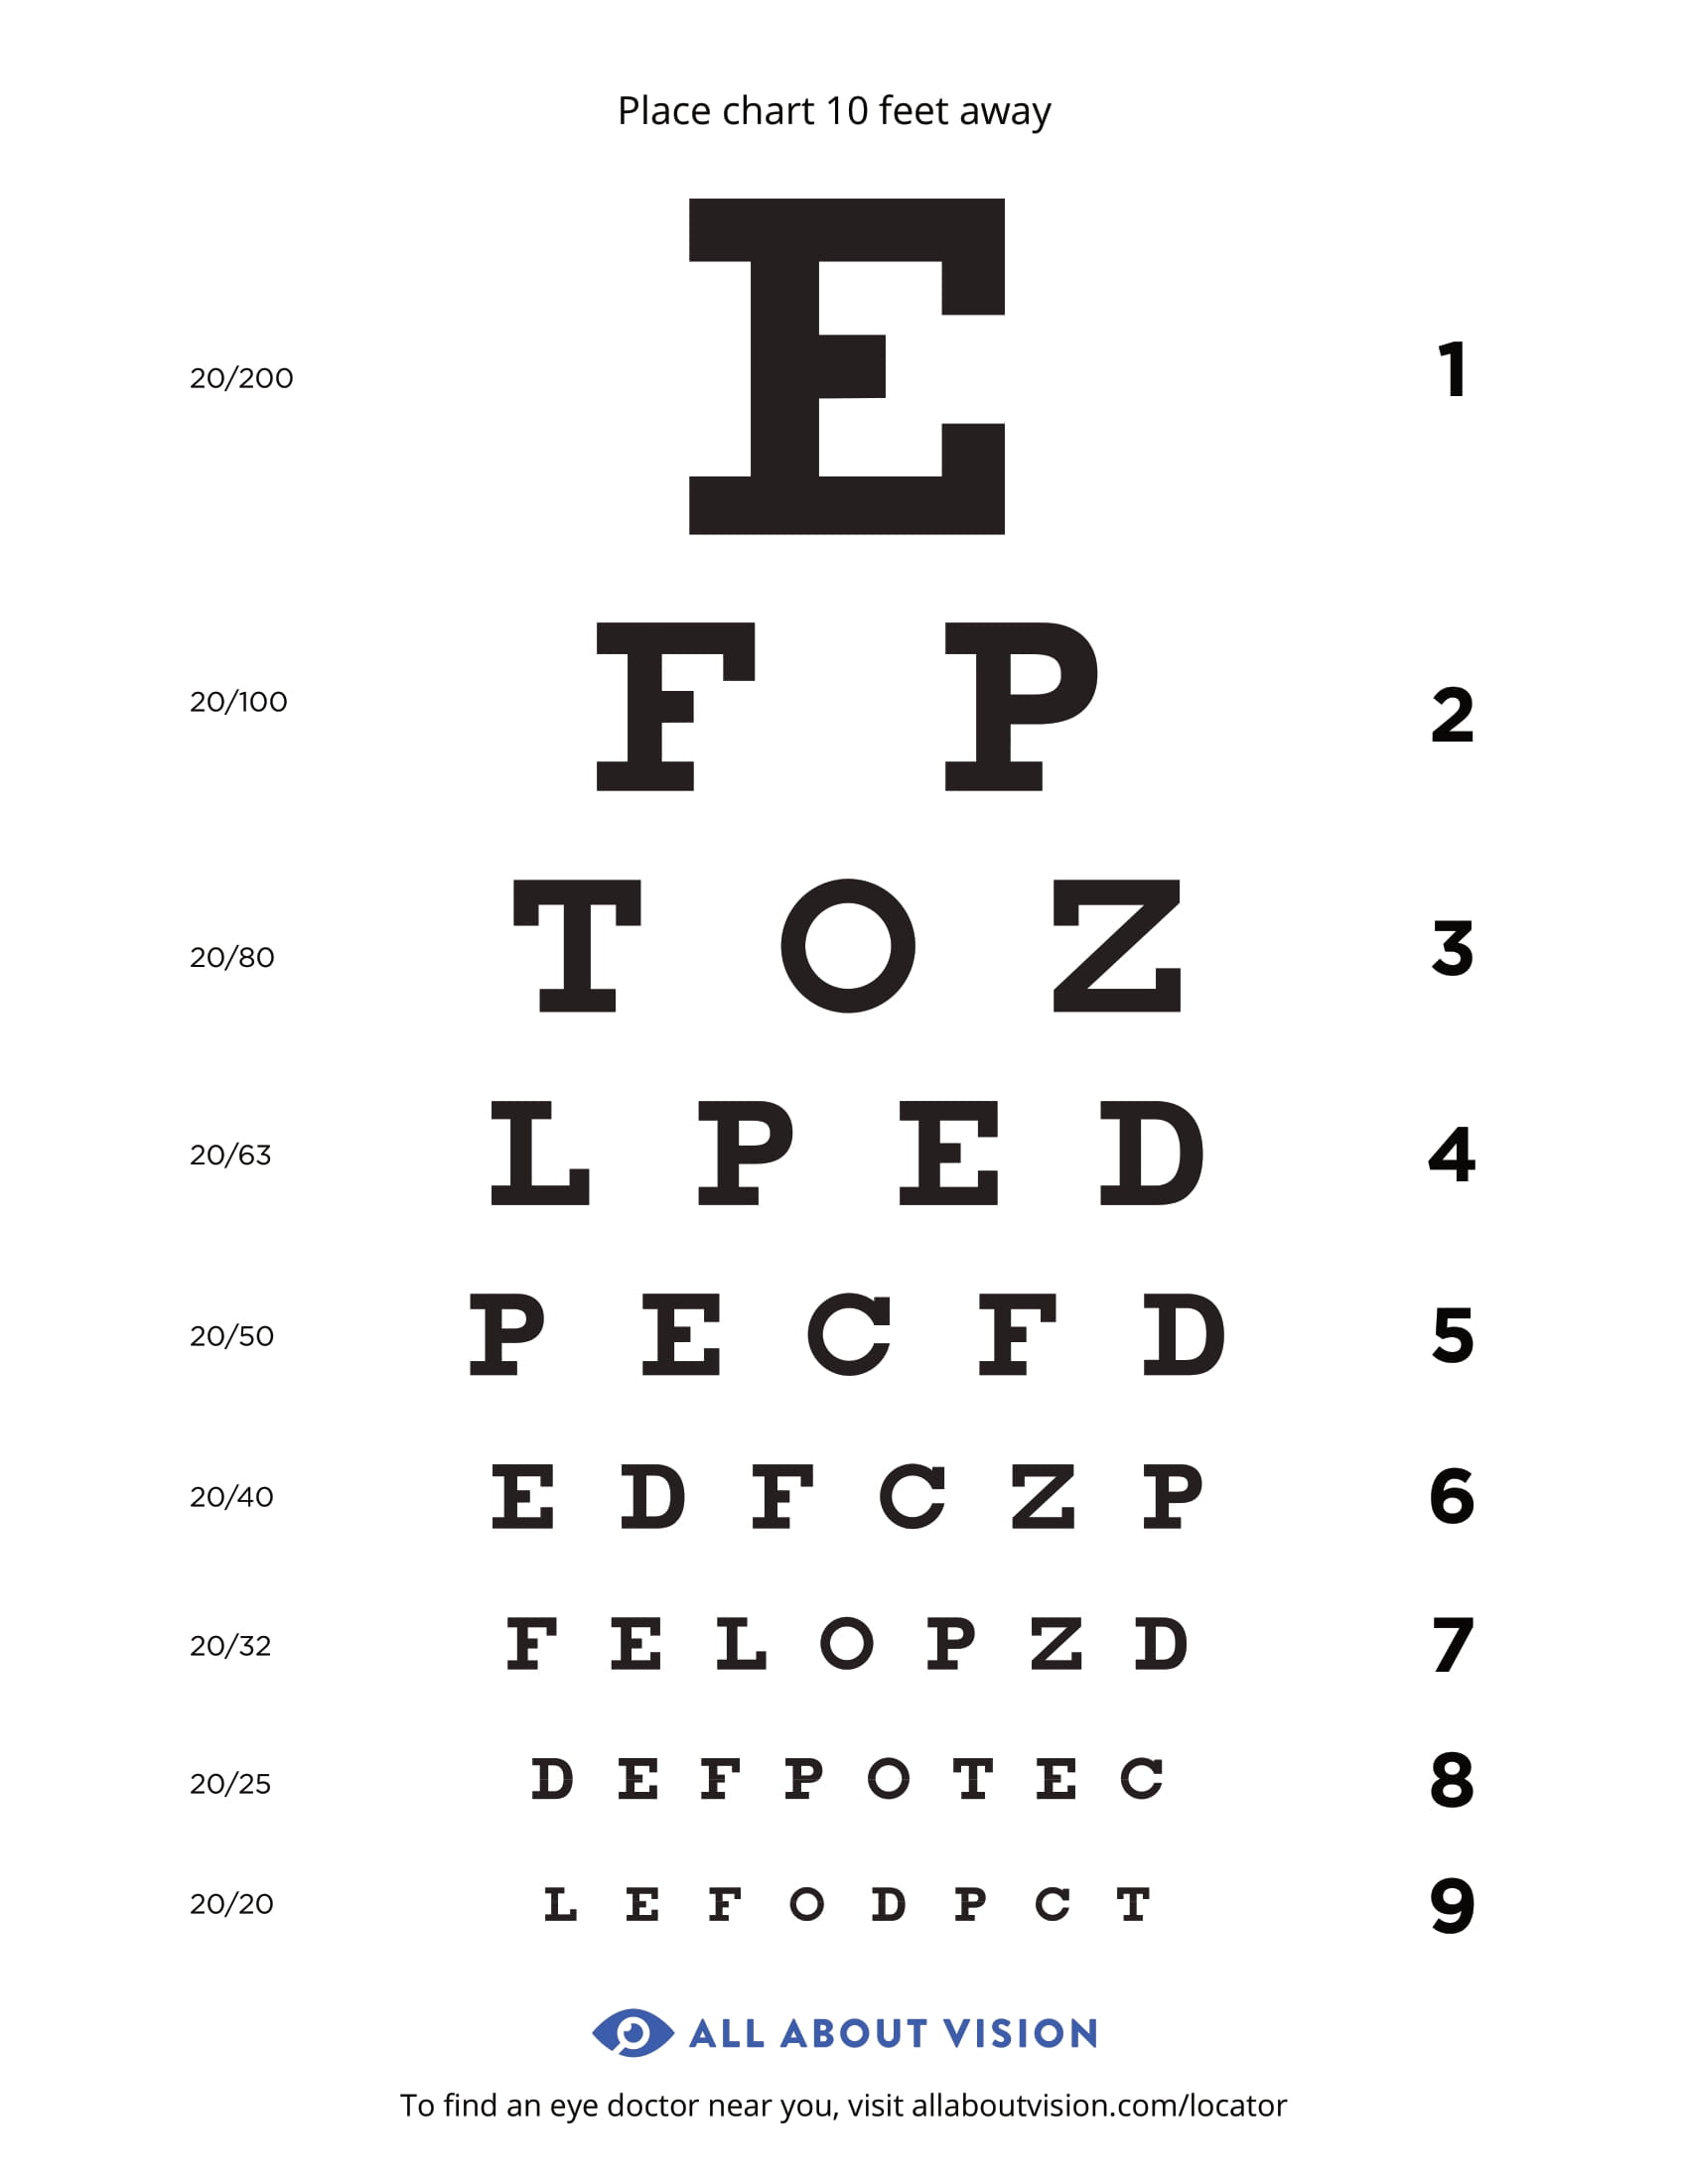 Place chart 10 feet away
20/200 E 1
20/100 F P 2
20/80 T O Z 3
20/63 L P E D 4
20/50 P E C F D 5
20/40 E D F C Z P 6
20/32 F E L O P Z D 7
20/25 D E F P O T E C 8
20/20 L E F O D P C T 9
ALL ABOUT VISION
To find an eye doctor near you, visit allaboutvision.com/locator